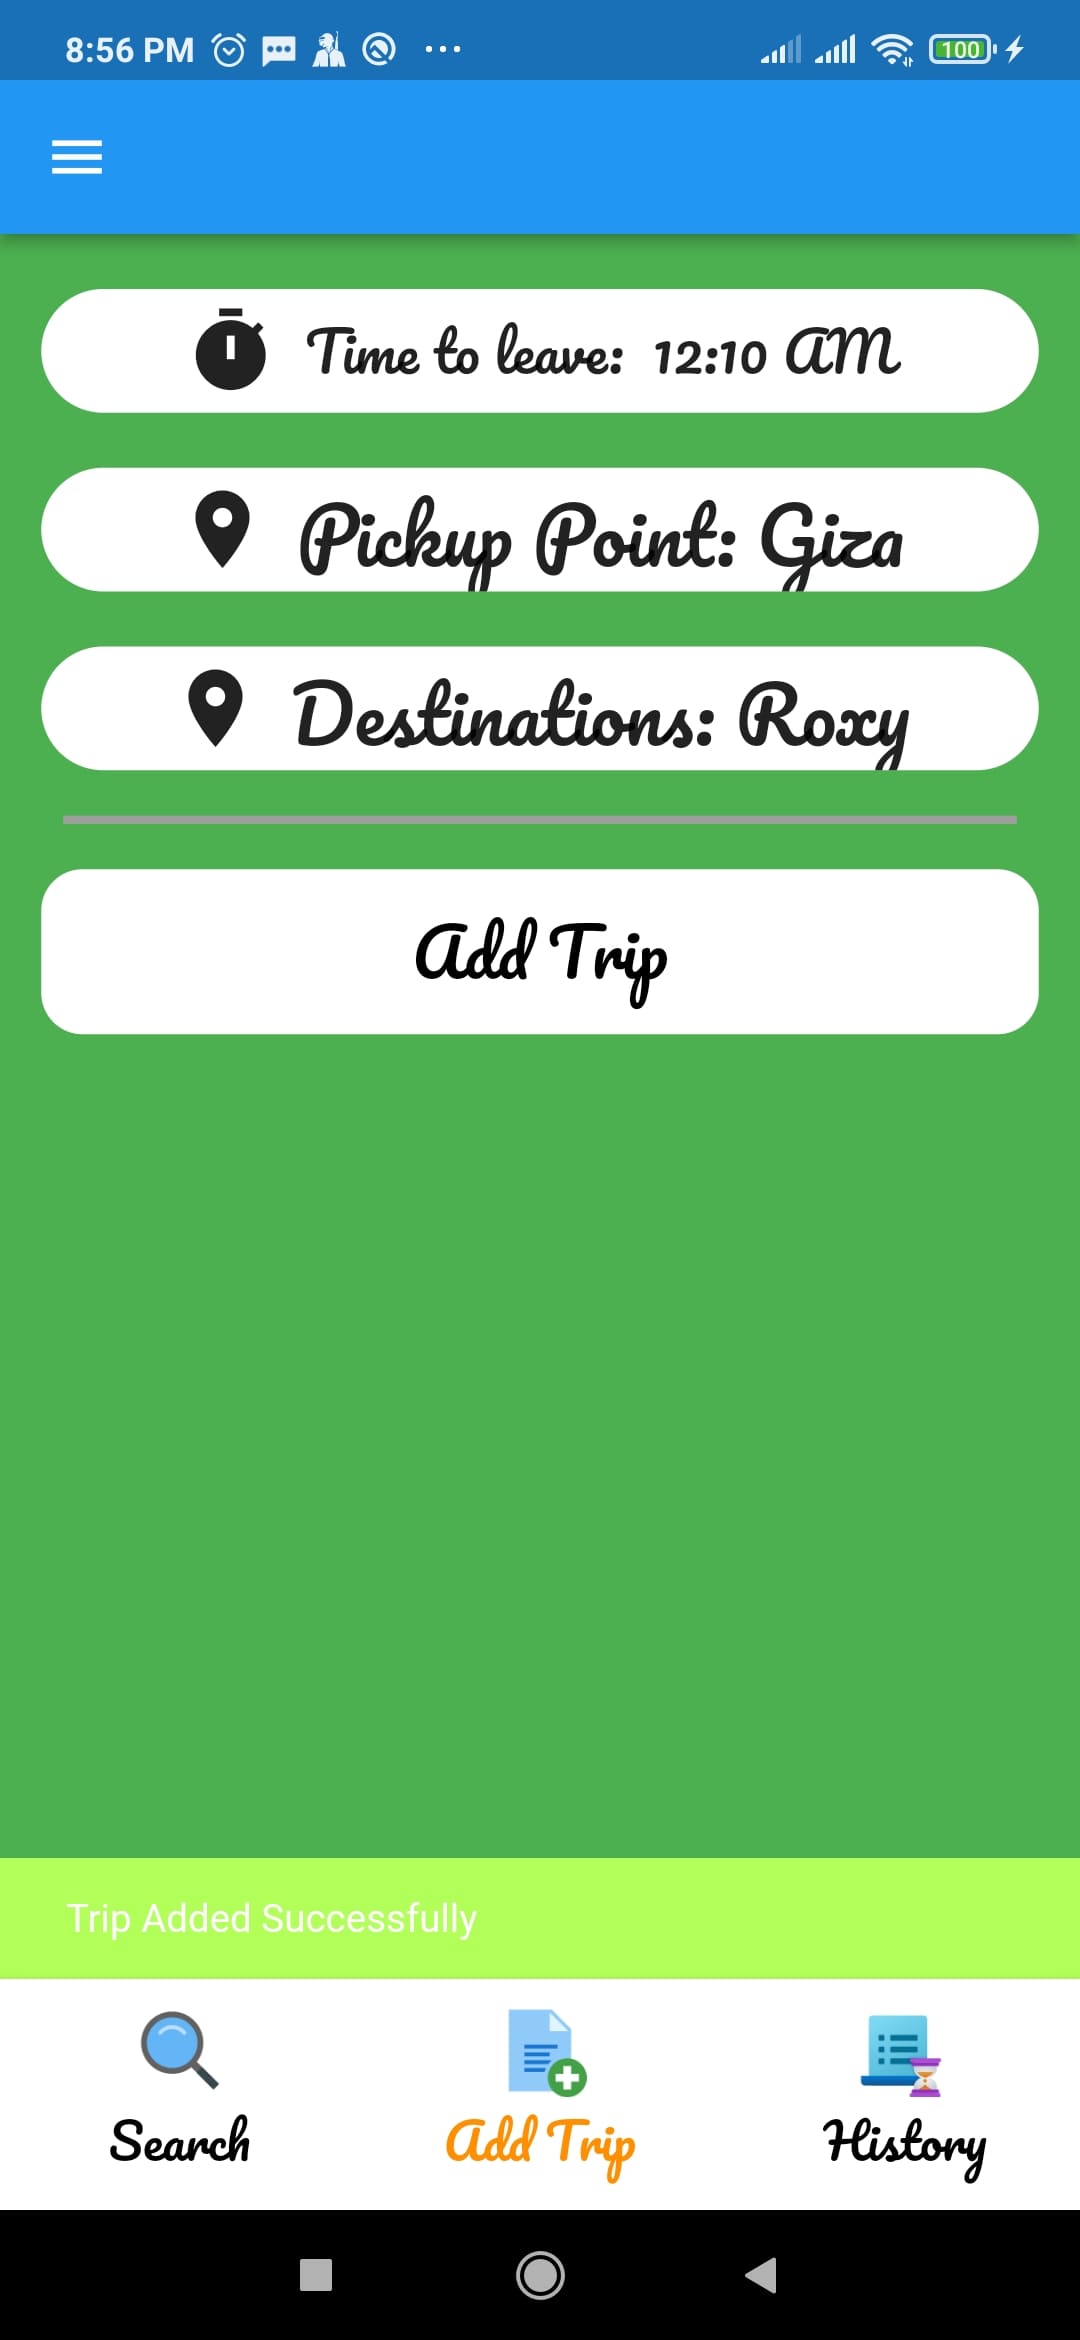 8:56 PM
100
Time to leave: 12:10 AM
Pickup Point: Giza
Destinations: Roxy
Add Trip
Trip Added Successfully
Search
Add Trip
History